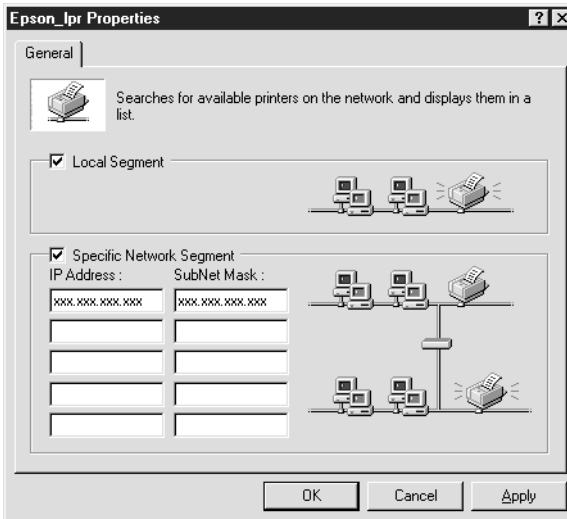 Epson_lpr Properties
General
Searches for available printers on the network and displays them in a
list.
Local Segment
Specific Network Segment
IP Address : SubNet Mask :
xxx.xxx.xxx.xxx xxx.xxx.xxx.xxx
OK Cancel Apply